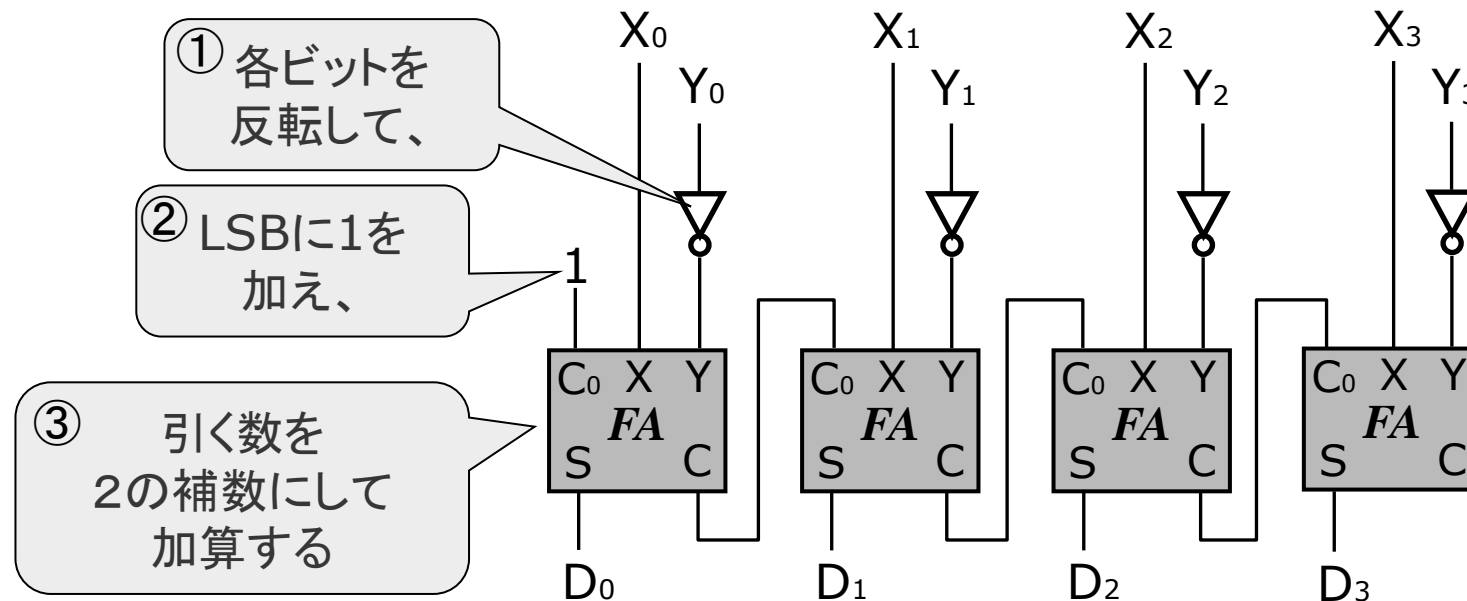 ① 各ビットを
反転して、
② LSBに1を
加え、
③ 引く数を
２の補数にして
加算する
1
X0
Y0
X1
Y1
X2
Y2
X3
C0 X Y
FA
S C
C0 X Y
FA
S C
C0 X Y
FA
S C
C0 X Y
FA
S C
D0
D1
D2
D3